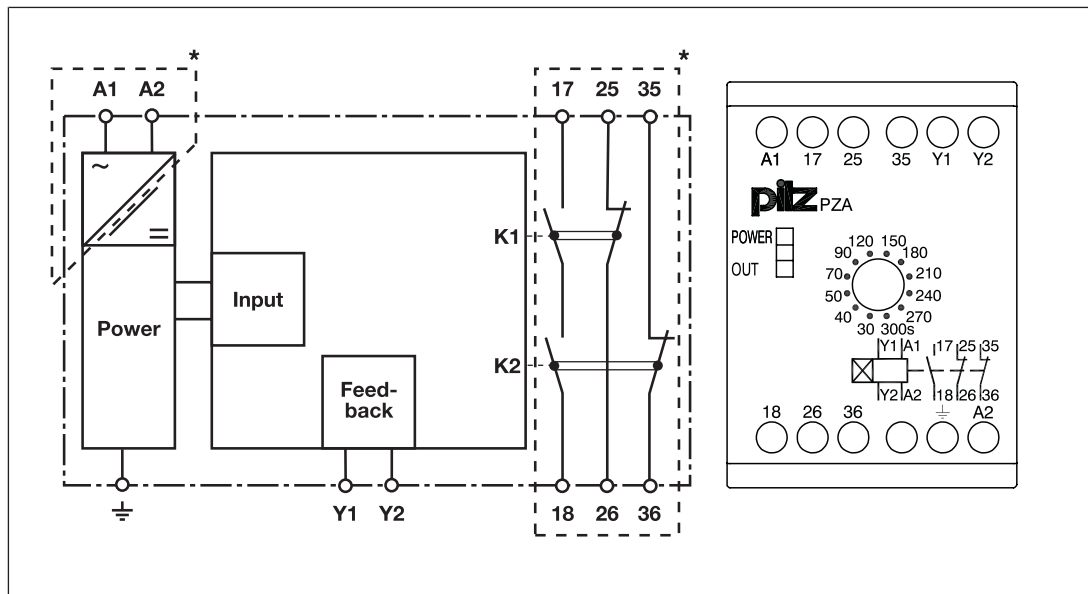 *
*
A1 A2
17 25 35
~
=
Power
Input
Feed-
back
K1
K2
Y1 Y2
18 26 36
A1 17 25 35 Y1 Y2
pilz PZA
POWER
OUT
120 150
90 180
70 210
50 240
40 270
30 300s
Y1 A1 17 25 35
Y2 A2 18 26 36
18 26 36 A2